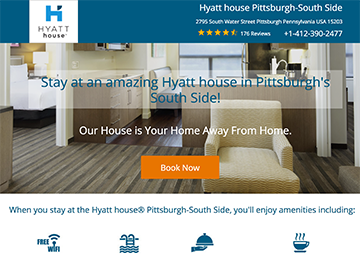 HYATT
house®
Hyatt house Pittsburgh-South Side
2795 South Water Street Pittsburgh Pennsylvania USA 15203
176 Reviews
+1-412-390-2477
Stay at an amazing Hyatt house in Pittsburgh's
South Side!
Our House is Your Home Away From Home.
Book Now
When you stay at the Hyatt house® Pittsburgh-South Side, you'll enjoy amenities including:
FREE
WiFi